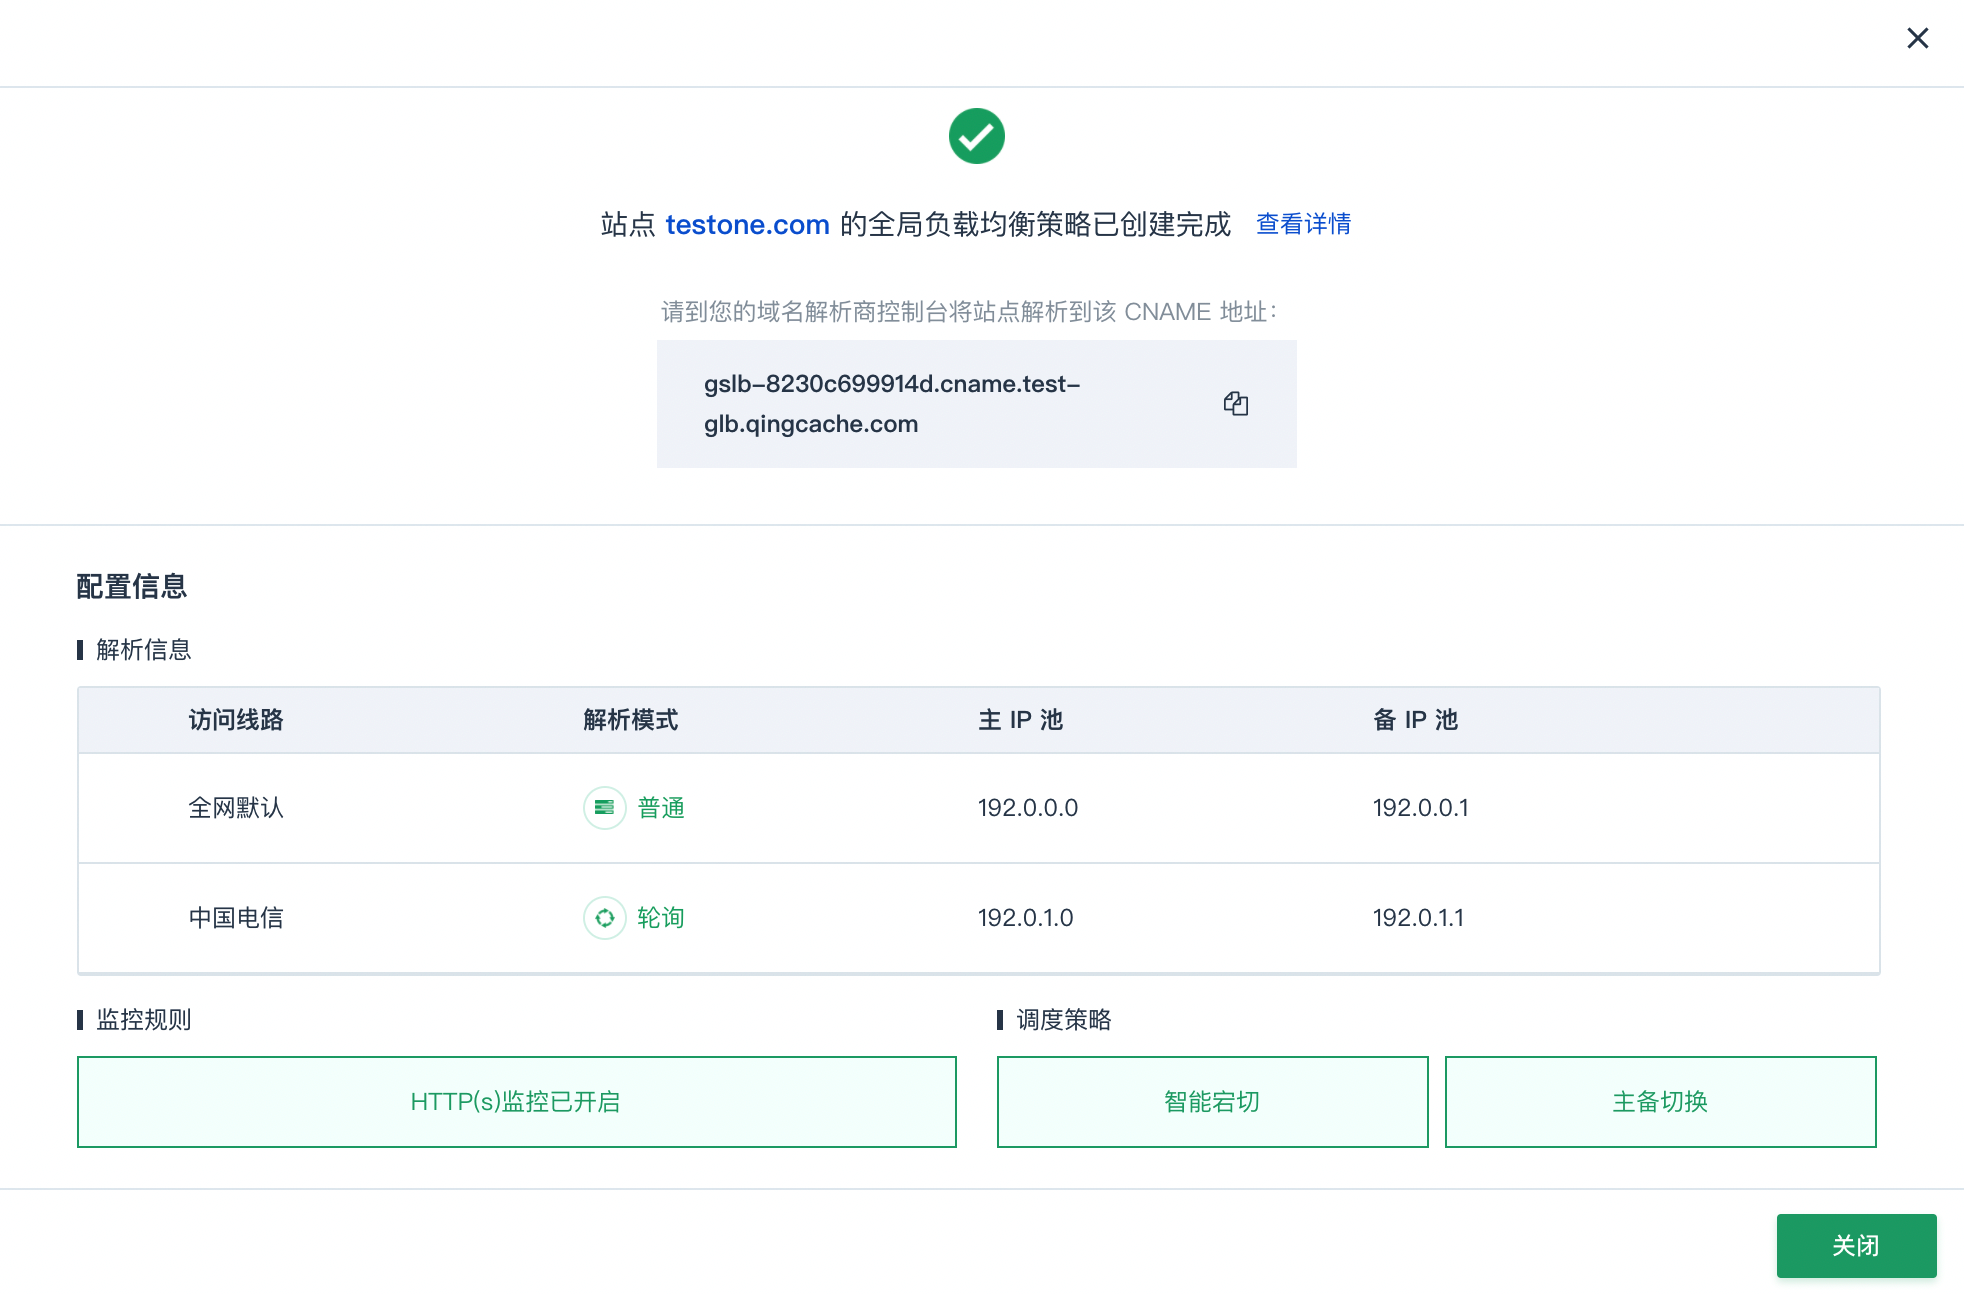 站点 testone.com 的全局负载均衡策略已创建完成 查看详情
请到您的域名解析商控制台将站点解析到该 CNAME 地址：
gslb-8230c699914d.cname.test-
glb.qingcache.com
配置信息
解析信息
访问线路 解析模式 主 IP 池 备 IP 池
全网默认 普通 192.0.0.0 192.0.0.1
中国电信 轮询 192.0.1.0 192.0.1.1
监控规则 调度策略
HTTP(s)监控已开启 智能宕切 主备切换
关闭